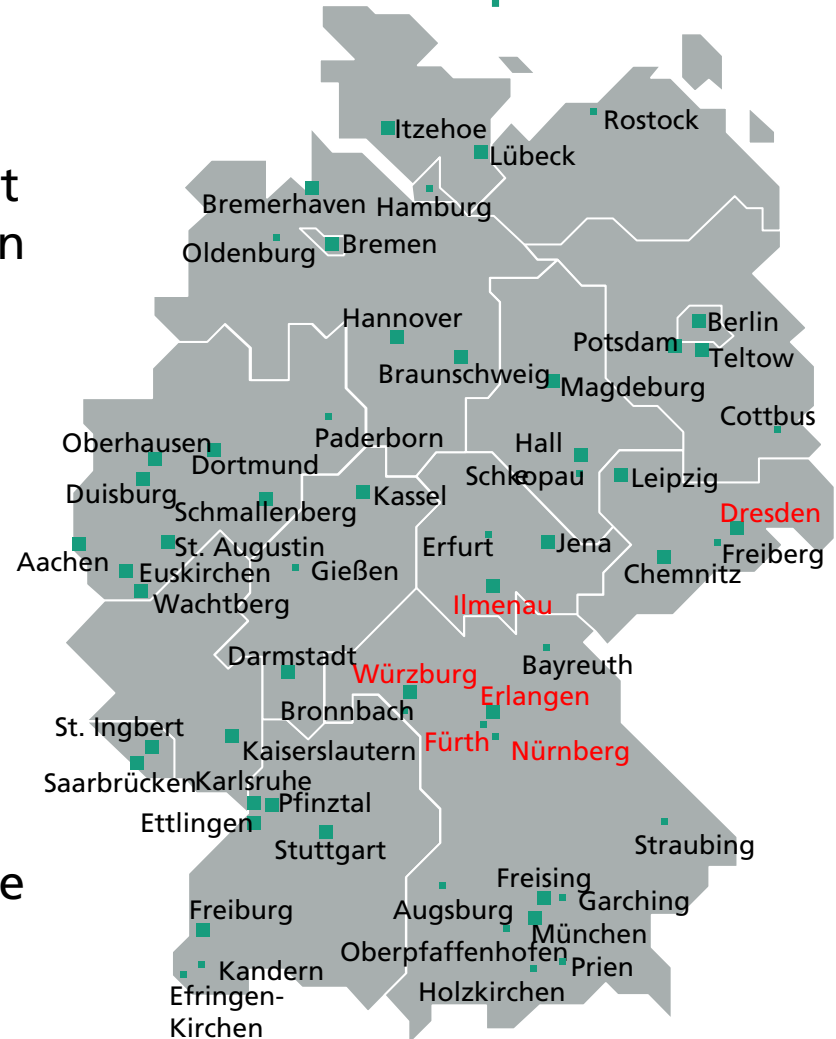 Itzehoe
Rostock
Lübeck
t
Bremerhaven
Hamburg
n
Oldenburg
Bremen
Hannover
Berlin
Potsdam
Teltow
Braunschweig
Magdeburg
Cottbus
Oberhausen
Paderborn
Hall
Dortmund
Schkopau
e
Leipzig
Duisburg
Kassel
Schmallenberg
Dresden
Aachen
St. Augustin
Erfurt
Jena
Freiberg
Euskirchen
Gießen
Chemnitz
Wachtberg
Ilmenau
Darmstadt
Bayreuth
Würzburg
Erlangen
Bronnbach
St. Ingbert
Fürth
Nürnberg
Kaiserslautern
Saarbrücken
Karlsruhe
Pfinztal
Ettlingen
Stuttgart
Straubing
e
Freising
Garching
Freiburg
Augsburg
München
Oberpfaffenhofen
Prien
Kandern
Holzkirchen
Efringen-
Kirchen